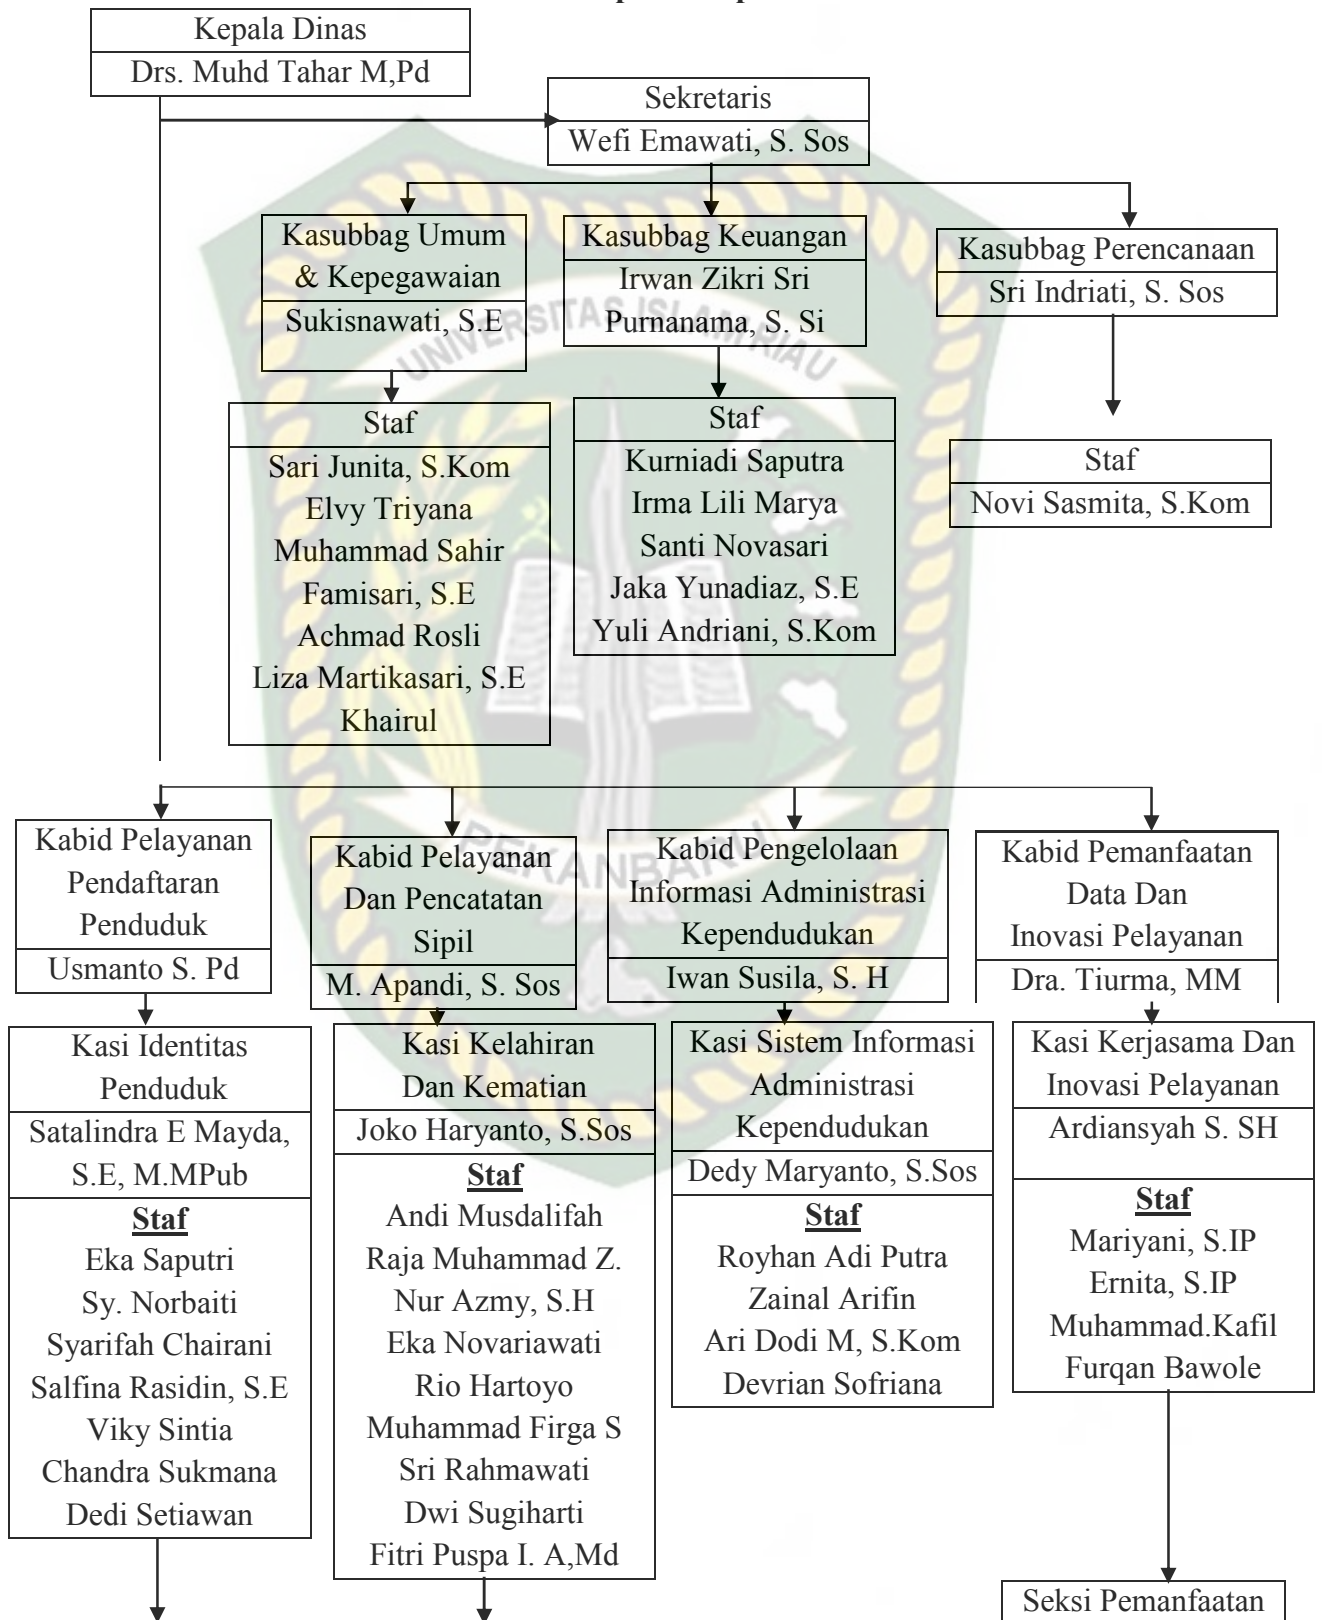 Kepala Dinas
Drs. Muhd Tahar M,Pd
Sekretaris
Wefi Emawati, S. Sos
Kasubbag Umum
& Kepegawaian
Sukisnawati, S.E
Kasubbag Keuangan
Irwan Zikri Sri
Purnanama, S. Si
Kasubbag Perencanaan
Sri Indriati, S. Sos
UNIVERSITAS ISLAM RIAU
Staf
Sari Junita, S.Kom
Elvy Triyana
Muhammad Sahir
Famisari, S.E
Achmad Rosli
Liza Martikasari, S.E
Khairul
Staf
Kurniadi Saputra
Irma Lili Marya
Santi Novasari
Jaka Yunadiaz, S.E
Yuli Andriani, S.Kom
Staf
Novi Sasmita, S.Kom
PEKANBARU
Kabid Pelayanan
Pendaftaran
Penduduk
Usmanto S. Pd
Kabid Pelayanan
Dan Pencatatan
Sipil
M. Apandi, S. Sos
Kabid Pengelolaan
Informasi Administrasi
Kependudukan
Iwan Susila, S. H
Kabid Pemanfaatan
Data Dan
Inovasi Pelayanan
Dra. Tiurma, MM
Kasi Identitas
Penduduk
Satalindra E Mayda,
S.E, M.MPub
Staf
Eka Saputri
Sy. Norbaiti
Syarifah Chairani
Salfina Rasidin, S.E
Viky Sintia
Chandra Sukmana
Dedi Setiawan
Kasi Kelahiran
Dan Kematian
Joko Haryanto, S.Sos
Staf
Andi Musdalifah
Raja Muhammad Z.
Nur Azmy, S.H
Eka Novariawati
Rio Hartoyo
Muhammad Firga S
Sri Rahmawati
Dwi Sugiharti
Fitri Puspa I. A,Md
Kasi Sistem Informasi
Administrasi
Kependudukan
Dedy Maryanto, S.Sos
Staf
Royhan Adi Putra
Zainal Arifin
Ari Dodi M, S.Kom
Devrian Sofriana
Kasi Kerjasama Dan
Inovasi Pelayanan
Ardiansyah S. SH
Staf
Mariyani, S.IP
Ernita, S.IP
Muhammad.Kafil
Furqan Bawole
Seksi Pemanfaatan